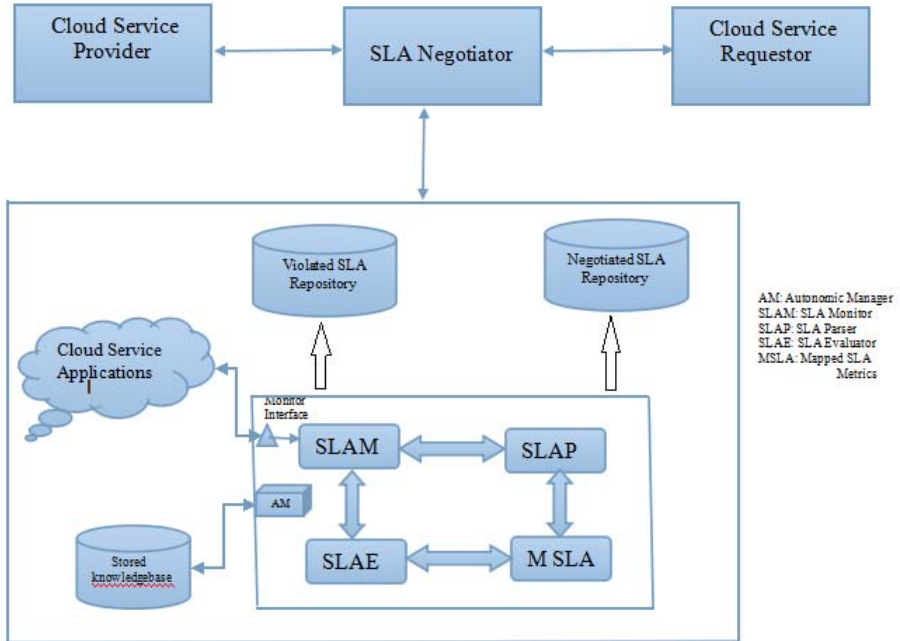 Cloud Service
Provider
SLA Negotiator
Cloud Service
Requestor
Violated SLA
Repository
Negotiated SLA
Repository
AM: Autonomic Manager
SLAM: SLA Monitor
SLAP: SLA Parser
SLAE: SLA Evaluator
MSLA: Mapped SLA
Metrics
Cloud Service
Applications
Monitor
Interface
SLAM
SLAP
AM
SLAE
M SLA
Stored
knowledgebase